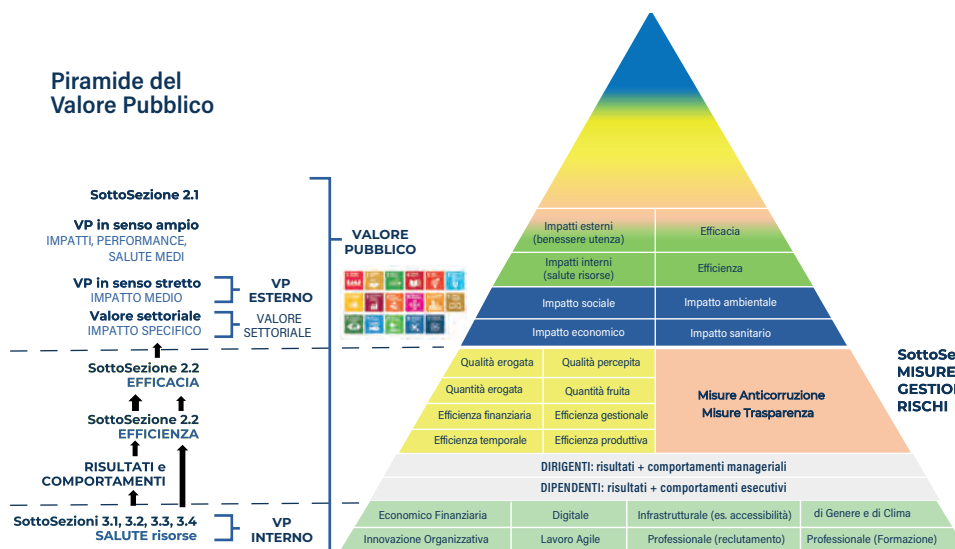 Piramide del
Valore Pubblico
SottoSezione 2.1
VP in senso ampio
IMPATTI, PERFORMANCE,
SALUTE MEDI
VP in senso stretto
IMPATTO MEDIO
Valore settoriale
IMPATTO SPECIFICO
VP
ESTERNO
VALORE
SETTORIALE
VALORE
PUBBLICO
SottoSezione 2.2
EFFICACIA
SottoSezione 2.2
EFFICIENZA
RISULTATI e
COMPORTAMENTI
SottoSezioni 3.1, 3.2, 3.3, 3.4
SALUTE risorse
VP
INTERNO
Impatti esterni
(benessere utenza)
Efficacia
Impatti interni
(salute risorse)
Efficienza
Impatto sociale
Impatto ambientale
Impatto economico
Impatto sanitario
Qualità erogata
Qualità percepita
Quantità erogata
Quantità fruita
Efficienza finanziaria
Efficienza gestionale
Efficienza temporale
Efficienza produttiva
Misure Anticorruzione
Misure Trasparenza
SottoSe
MISURE
GESTION
RISCHI
DIRIGENTI: risultati + comportamenti manageriali
DIPENDENTI: risultati + comportamenti esecutivi
Economico Finanziaria
Digitale
Infrastrutturale (es. accessibilità)
di Genere e di Clima
Innovazione Organizzativa
Lavoro Agile
Professionale (reclutamento)
Professionale (Formazione)